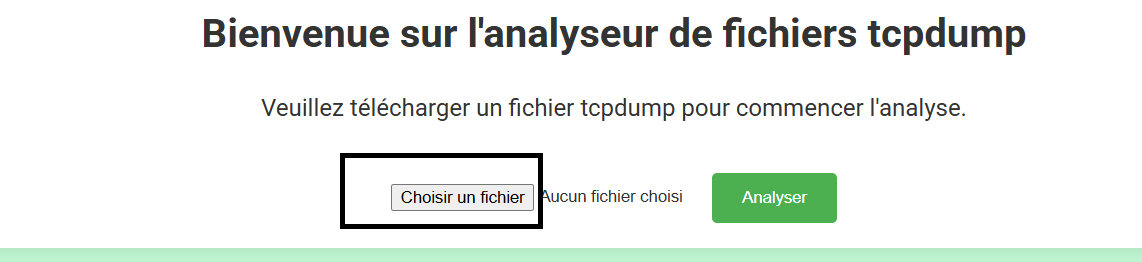 Bienvenue sur l'analyseur de fichiers tcpdump
Veuillez télécharger un fichier tcpdump pour commencer l'analyse.
Choisir un fichier Aucun fichier choisi Analyser